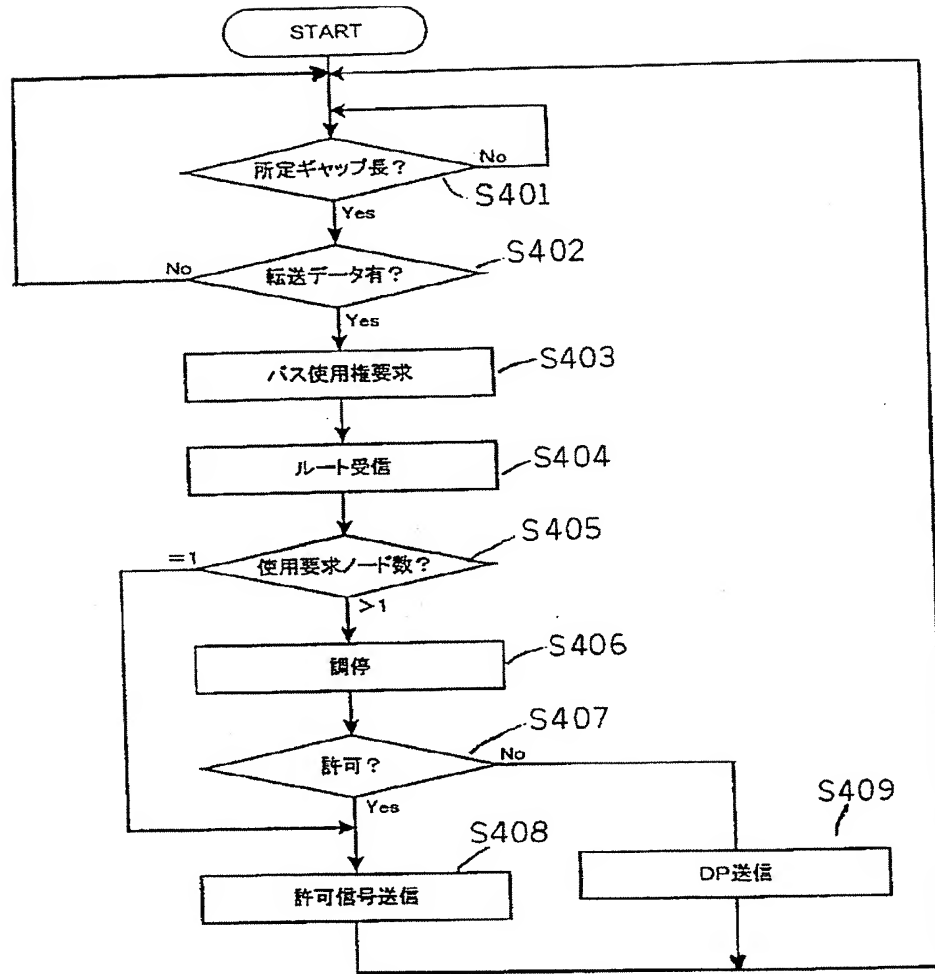 START
所定ギャップ長?
No
S401
Yes
S402
No
転送データ有?
Yes
バス使用権要求
S403
ルート受信
S404
S405
=1
使用要求ノード数?
>1
調停
S406
S407
許可?
No
Yes
S409
S408
DP送信
許可信号送信